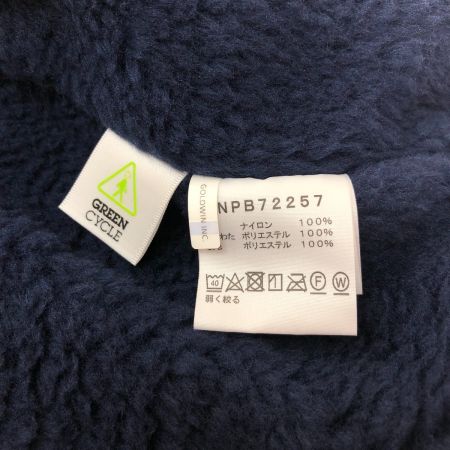 GREEN
CYCLE
GOLDWIN INC
NPB72257
ナイロン 100%
わた ポリエステル 100%
ポリエステル 100%
40 F W
弱く絞る